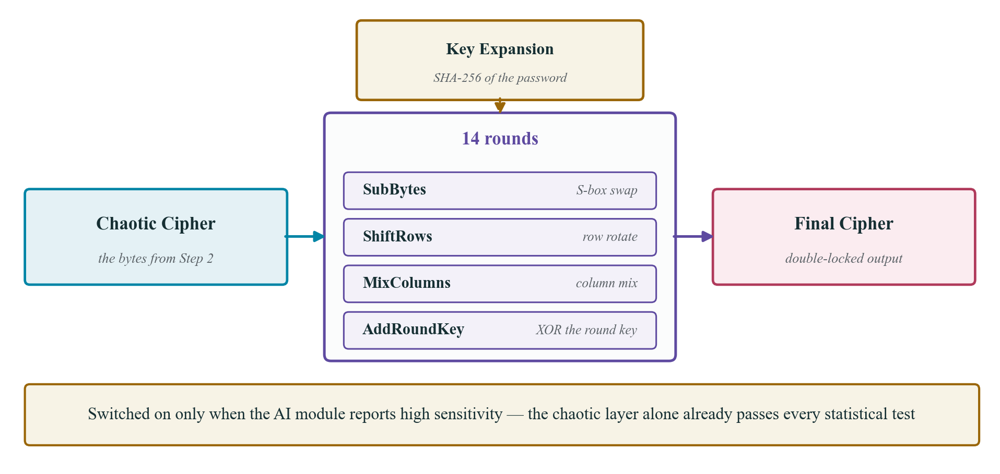 Key Expansion
SHA-256 of the password
14 rounds
SubBytes S-box swap
ShiftRows row rotate
MixColumns column mix
AddRoundKey XOR the round key
Chaotic Cipher
the bytes from Step 2
Final Cipher
double-locked output
Switched on only when the AI module reports high sensitivity — the chaotic layer alone already passes every statistical test